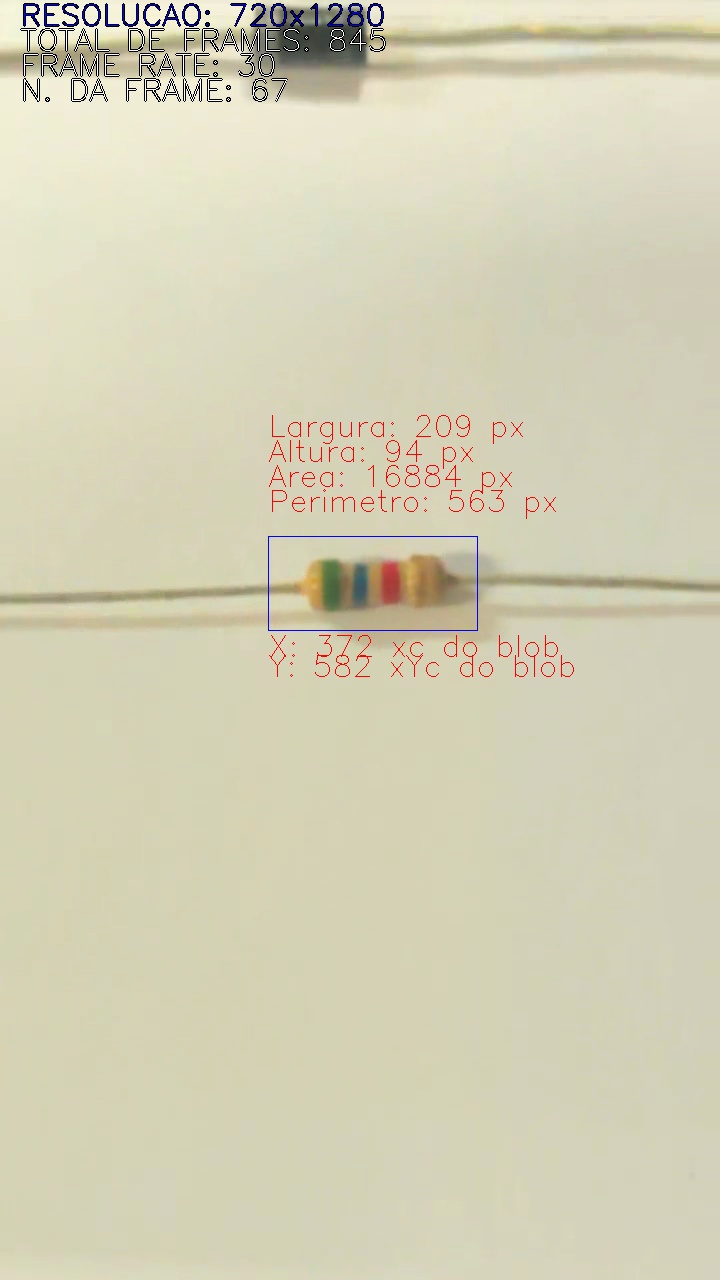 RESOLUCAO: 720x1280
TOTAL DE FRAMES: 845
FRAME RATE: 30
N. DA FRAME: 67
Largura: 209 px
Altura: 94 px
Area: 16884 px
Perimetro: 563 px
X: 372 xc do blob
Y: 582 xYc do blob